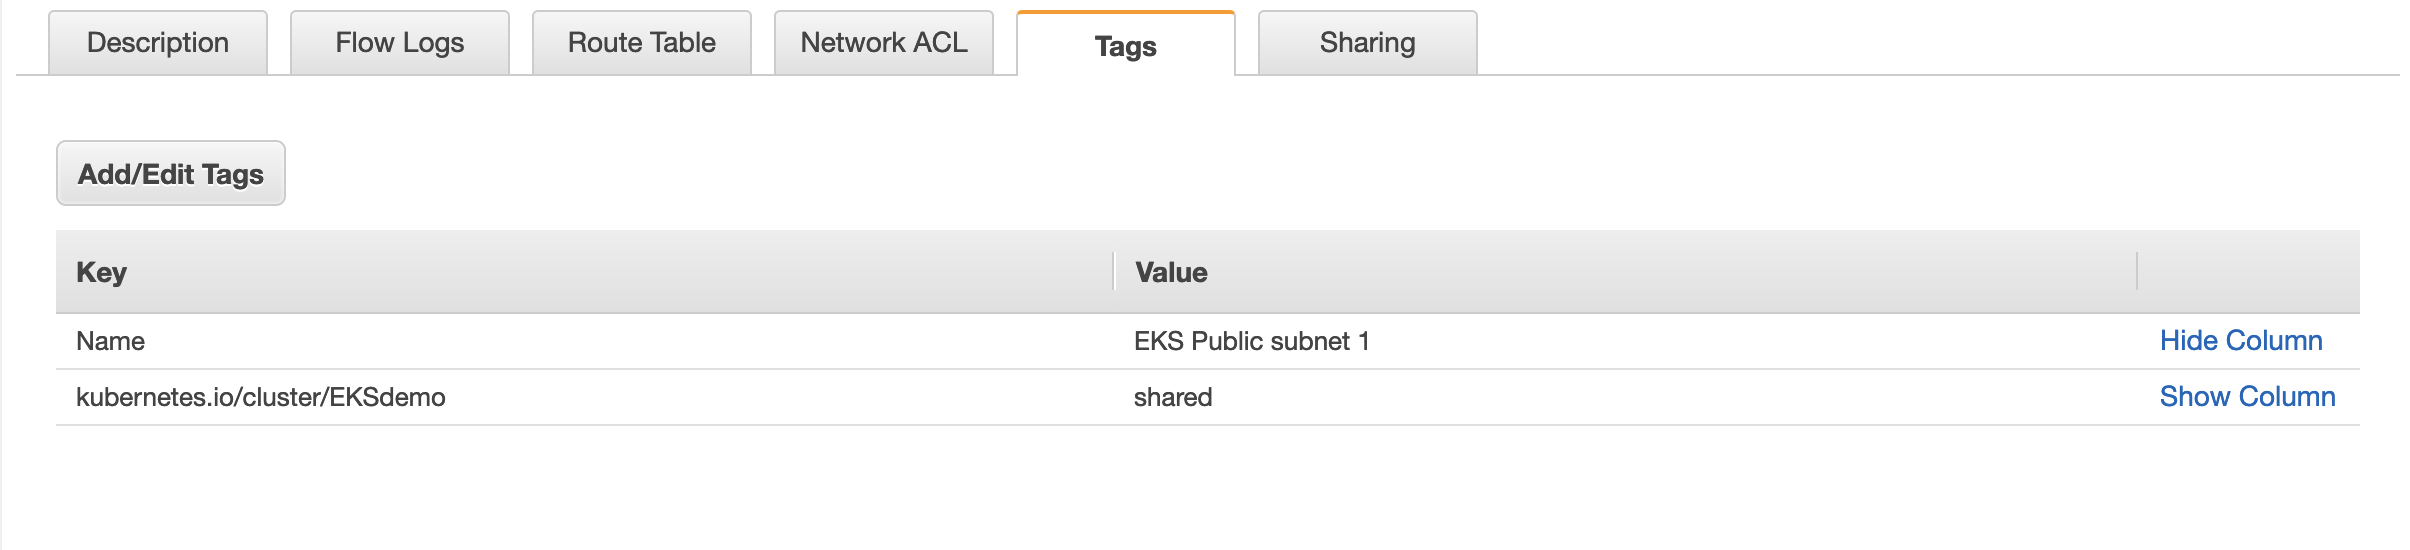 Description Flow Logs Route Table Network ACL Tags Sharing
Add/Edit Tags
Key Value
Name EKS Public subnet 1 Hide Column
kubernetes.io/cluster/EKSdemo shared Show Column